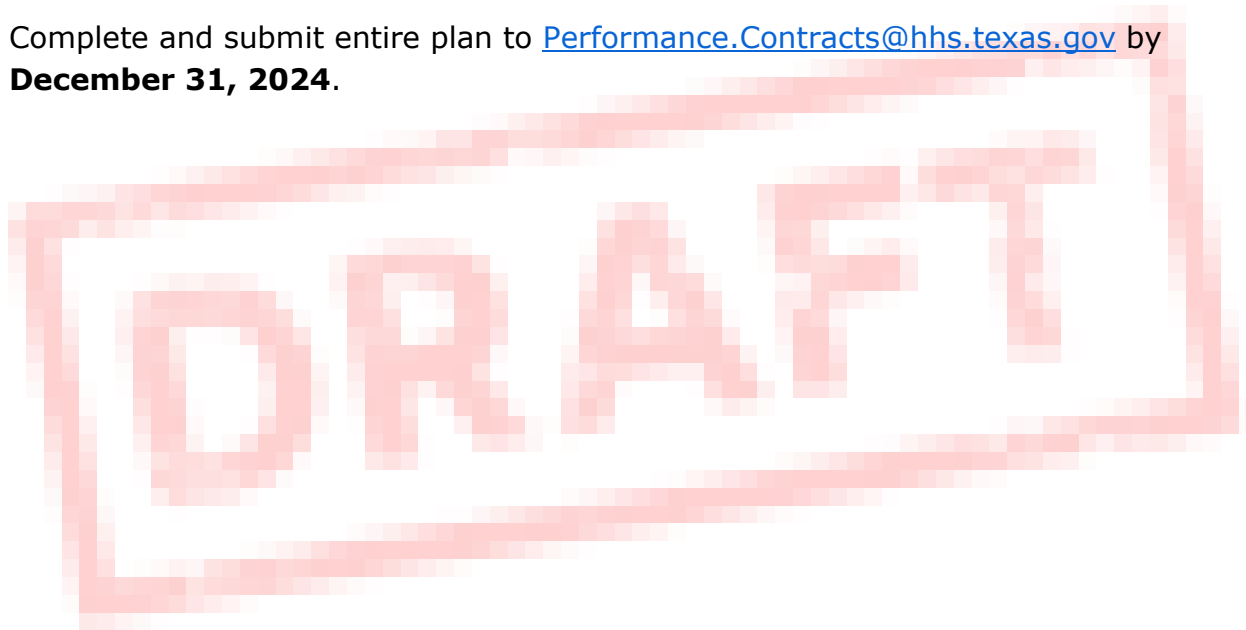 Complete and submit entire plan to Performance.Contracts@hhs.texas.gov by
December 31, 2024.
DRAFT